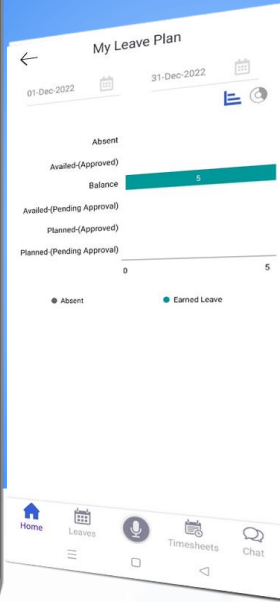 My Leave Plan
01-Dec-2022 31-Dec-2022
Absent
Availed-(Approved)
Balance 5
Availed-(Pending Approval)
Planned-(Approved)
Planned-(Pending Approval)
0 5
Absent Earned Leave
Home Leaves Timesheets Chat